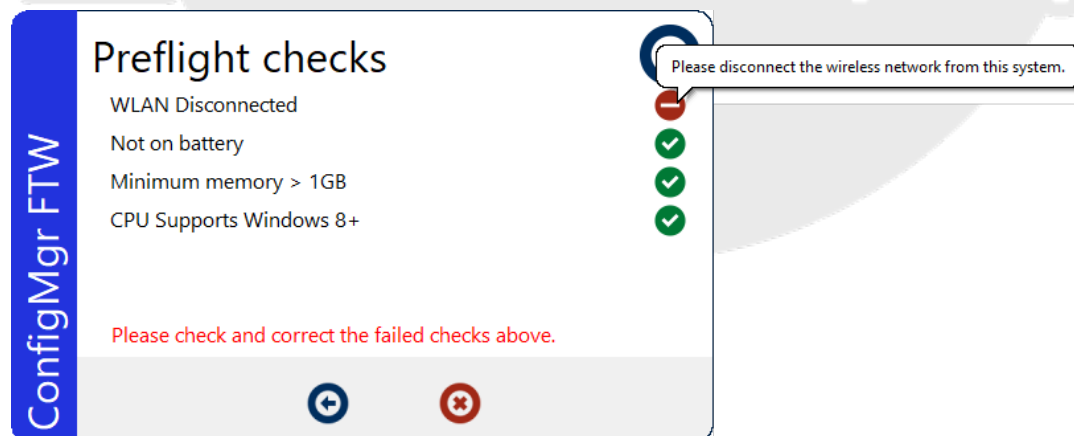 ConfigMgr FTW
Preflight checks
Please disconnect the wireless network from this system.
WLAN Disconnected
Not on battery
Minimum memory > 1GB
CPU Supports Windows 8+
Please check and correct the failed checks above.